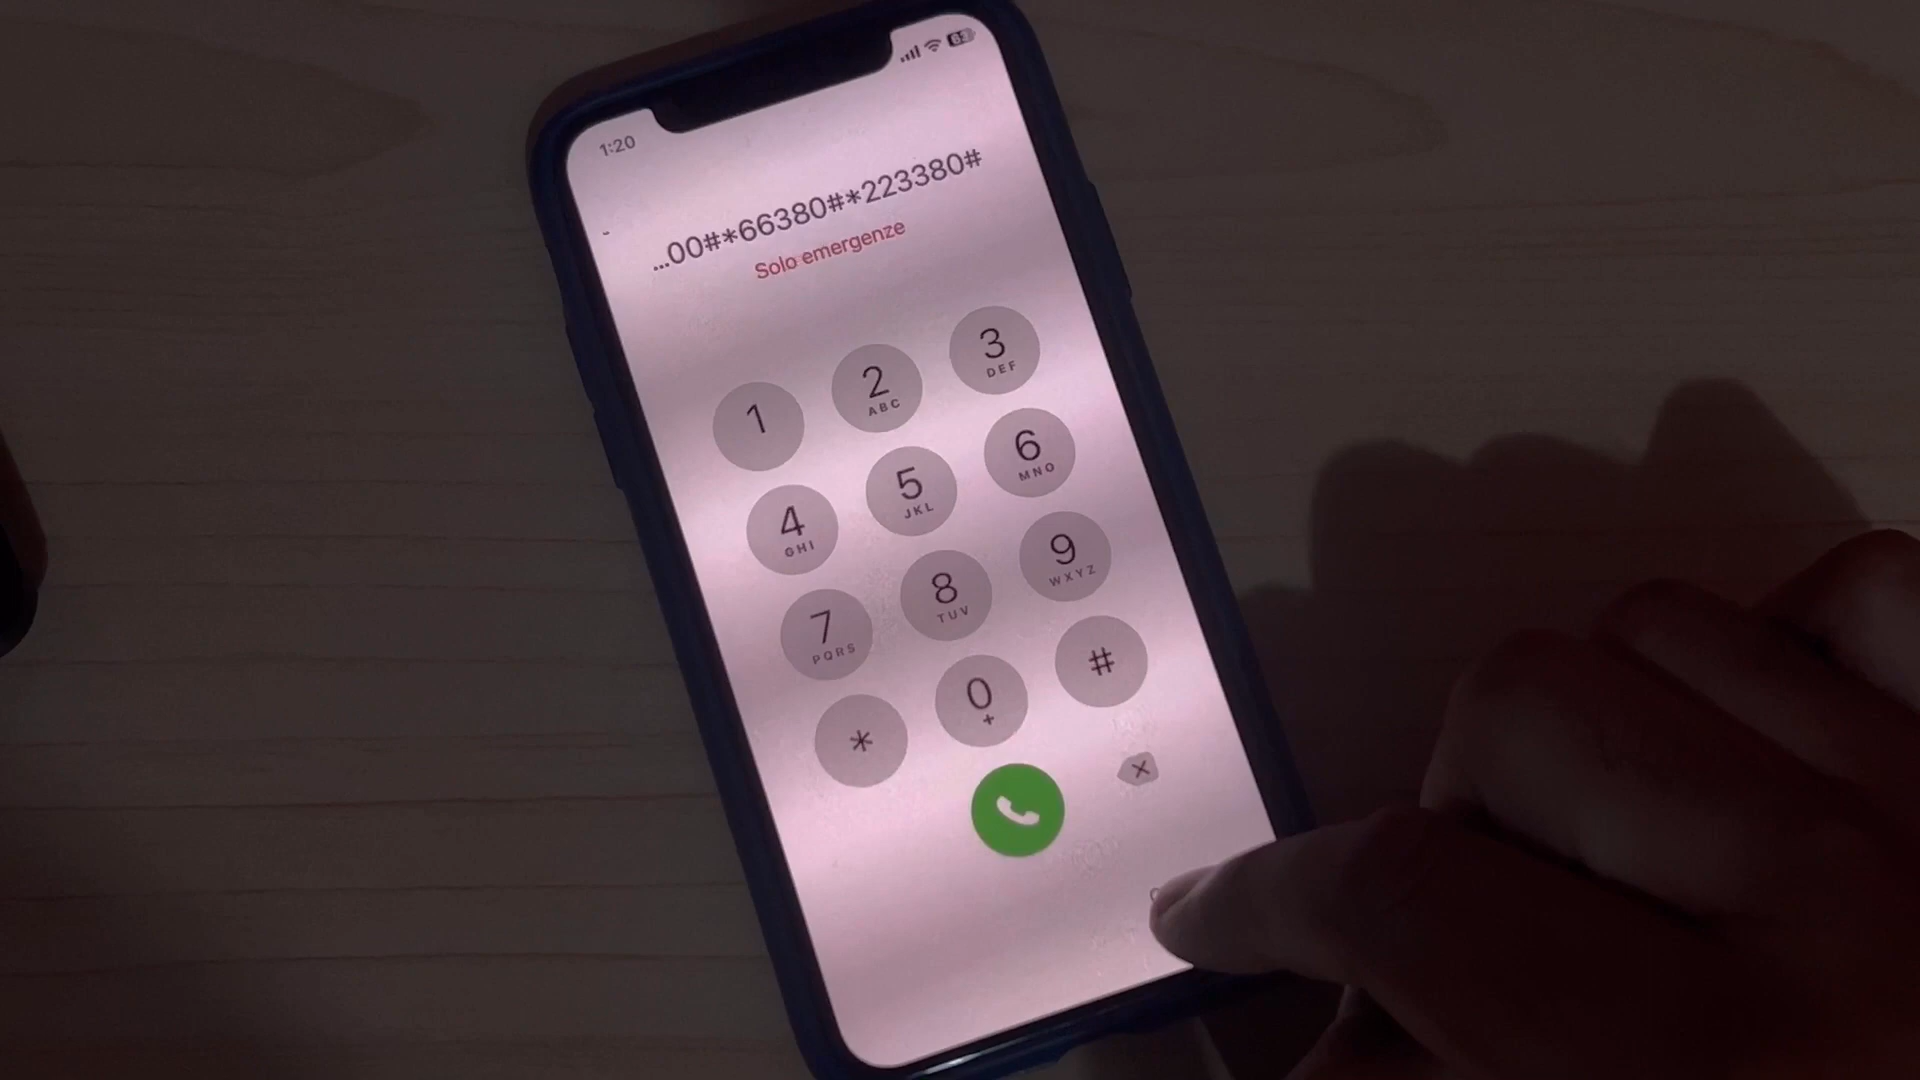 63
1:20
...00#*66380#*223380#
Solo emergenze
1
2
ABC
3
DEF
4
GHI
5
JKL
6
MNO
7
PQRS
8
TUV
9
WXYZ
*
0
+
#